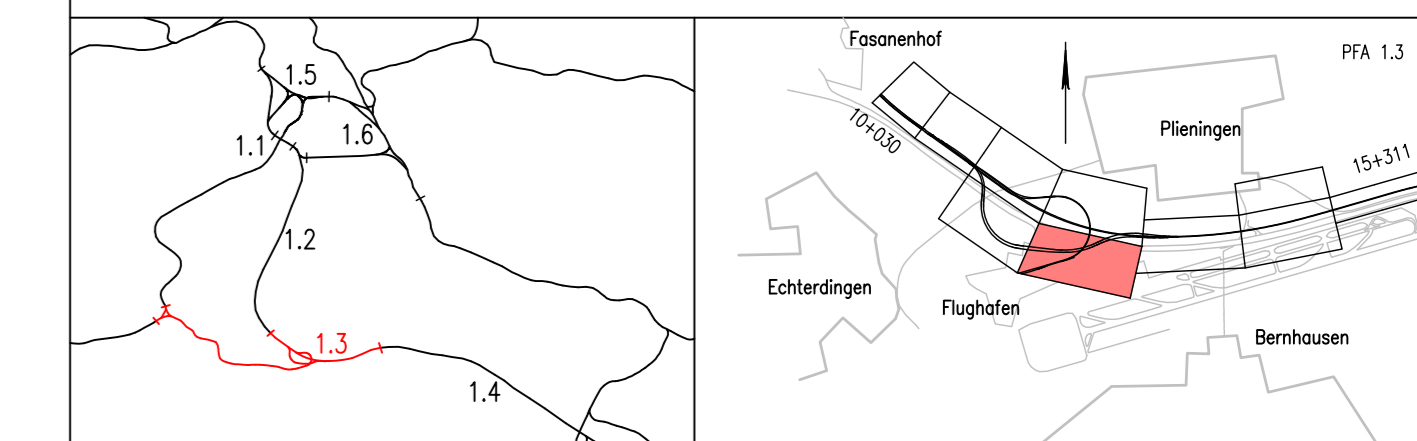 1.5
1.1
1.6
1.2
1.3
1.4
Fasanenhof
PFA 1.3
10+030
Plieningen
15+311
Echterdingen
Flughafen
Bernhausen